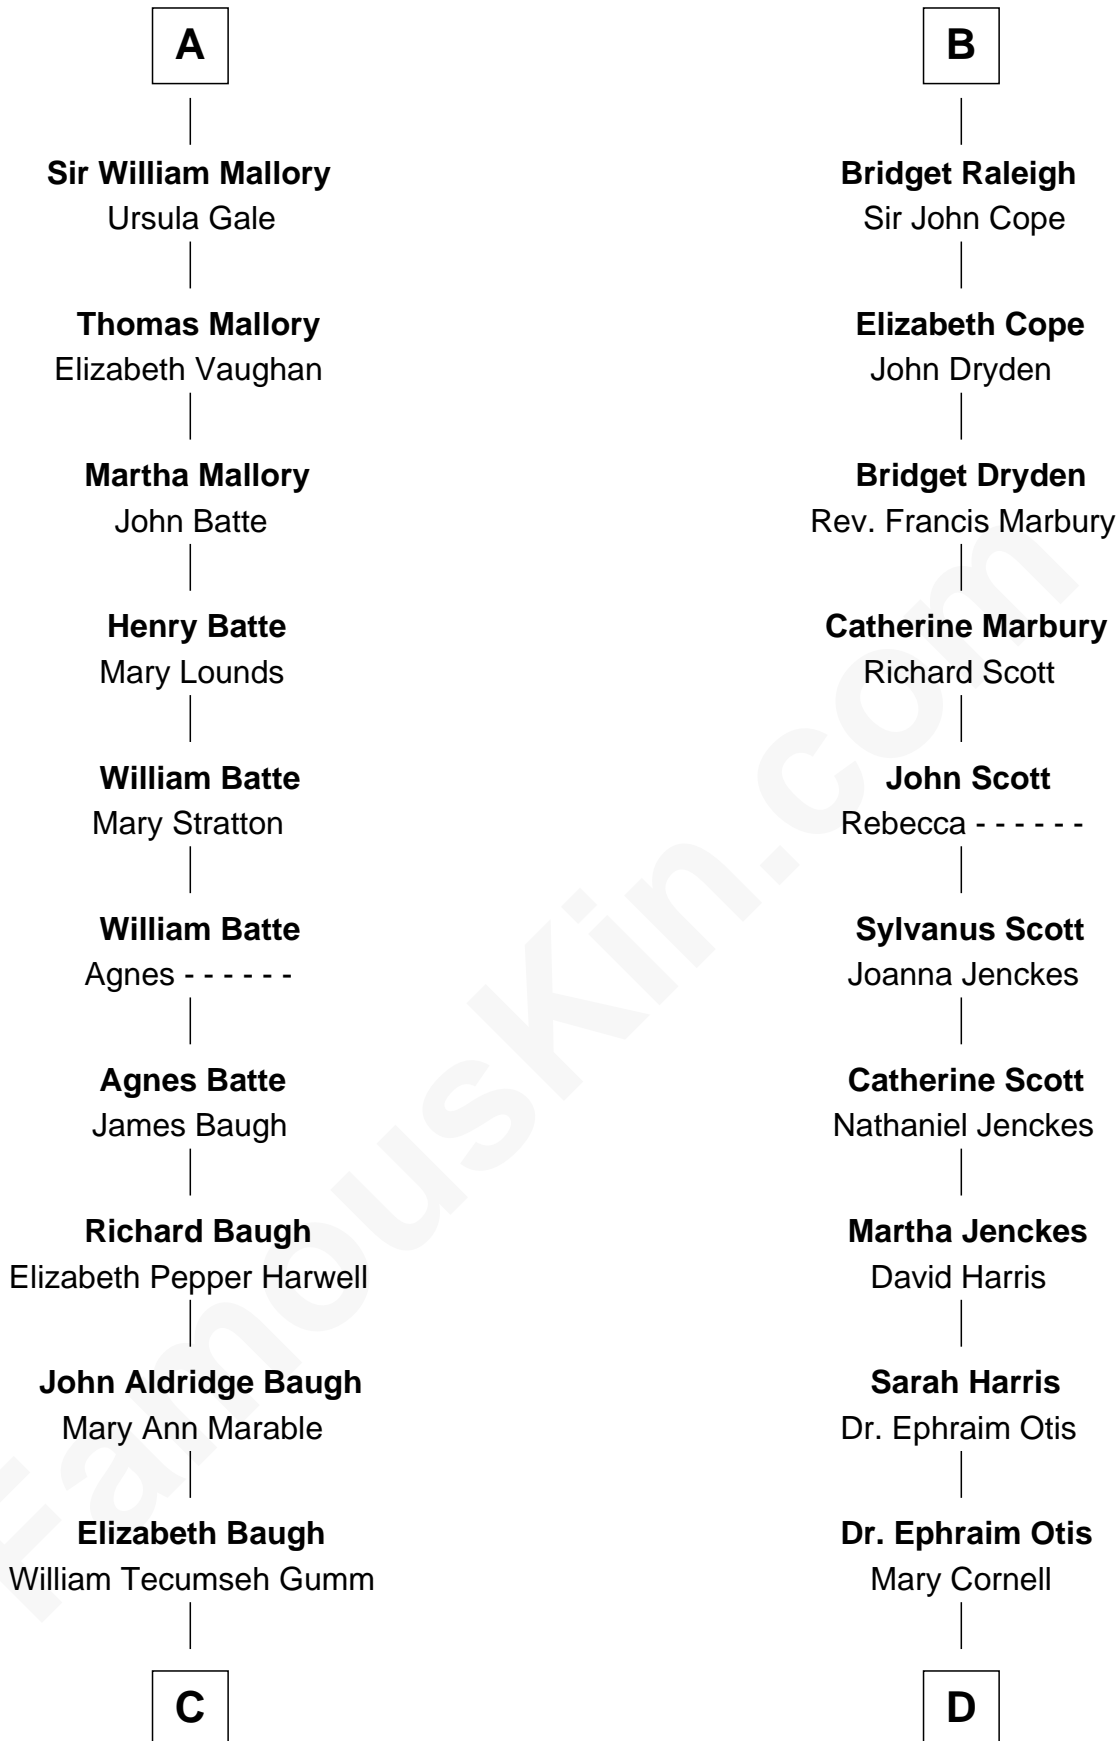 A
Sir William Mallory
Ursula Gale
Thomas Mallory
Elizabeth Vaughan
Martha Mallory
John Batte
Henry Batte
Mary Lounds
William Batte
Mary Stratton
William Batte
Agnes - - - - - -
Agnes Batte
James Baugh
Richard Baugh
Elizabeth Pepper Harwell
John Aldridge Baugh
Mary Ann Marable
Elizabeth Baugh
William Tecumseh Gumm
C
B
Bridget Raleigh
Sir John Cope
Elizabeth Cope
John Dryden
Bridget Dryden
Rev. Francis Marbury
Catherine Marbury
Richard Scott
John Scott
Rebecca - - - - - -
Sylvanus Scott
Joanna Jenckes
Catherine Scott
Nathaniel Jenckes
Martha Jenckes
David Harris
Sarah Harris
Dr. Ephraim Otis
Dr. Ephraim Otis
Mary Cornell
D
FamousKin.com